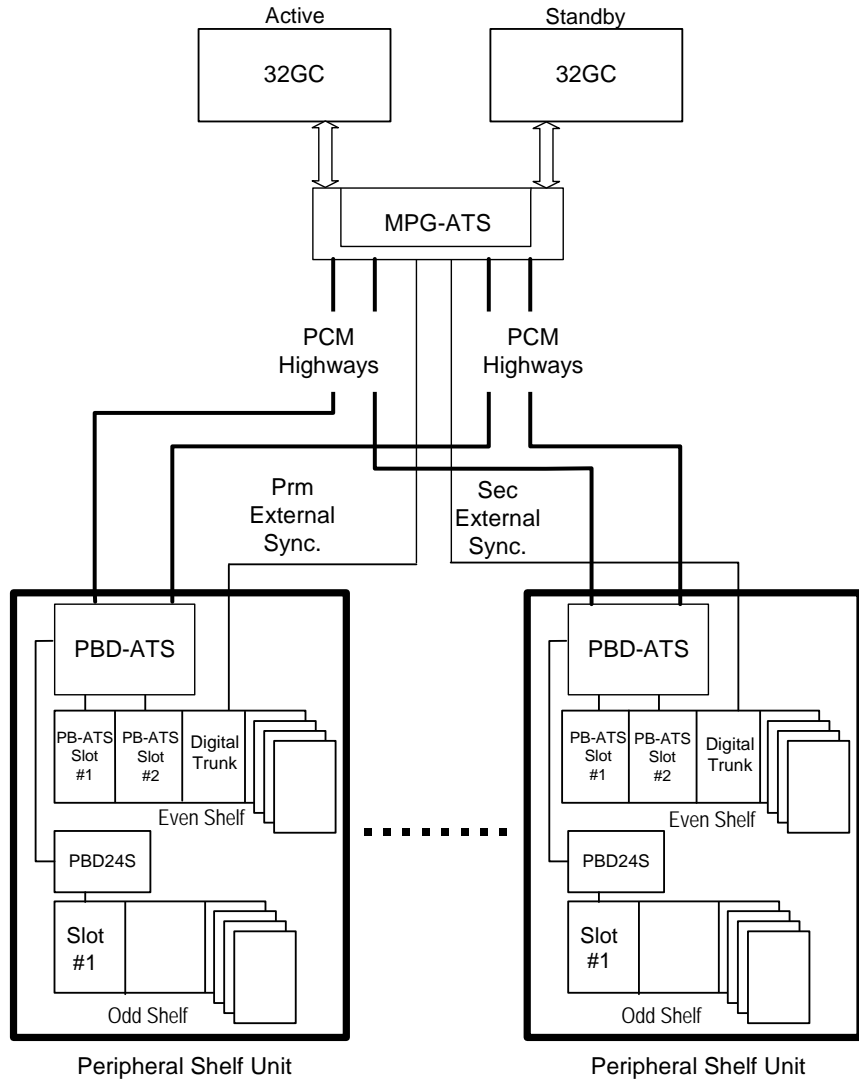 Active
Standby
32GC
32GC
MPG-ATS
PCM
Highways
PCM
Highways
Prm
External
Sync.
Sec
External
Sync.
PBD-ATS
PB-ATS
Slot
#1
PB-ATS
Slot
#2
Digital
Trunk
Even Shelf
PBD24S
Slot
#1
Odd Shelf
Peripheral Shelf Unit
PBD-ATS
PB-ATS
Slot
#1
PB-ATS
Slot
#2
Digital
Trunk
Even Shelf
PBD24S
Slot
#1
Odd Shelf
Peripheral Shelf Unit